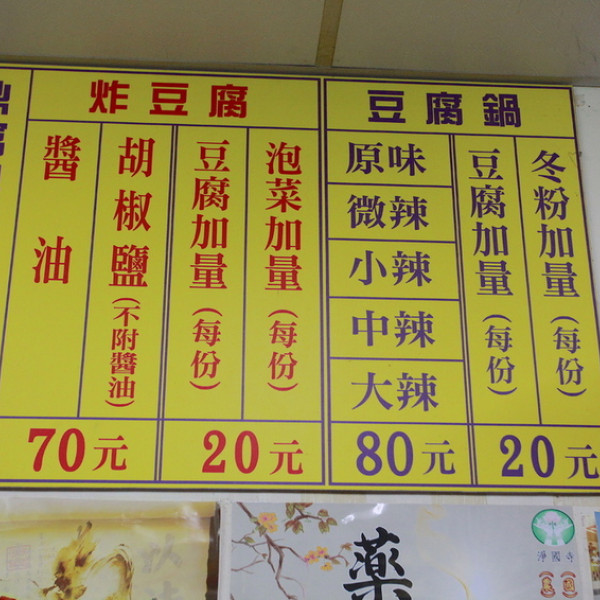 炸豆腐
醬油
胡椒鹽(不附醬油)
豆腐加量(每份)
泡菜加量(每份)
70元
20元
豆腐鍋
原味
微辣
小辣
中辣
大辣
豆腐加量(每份)
冬粉加量(每份)
80元
20元
藥
淨國寺